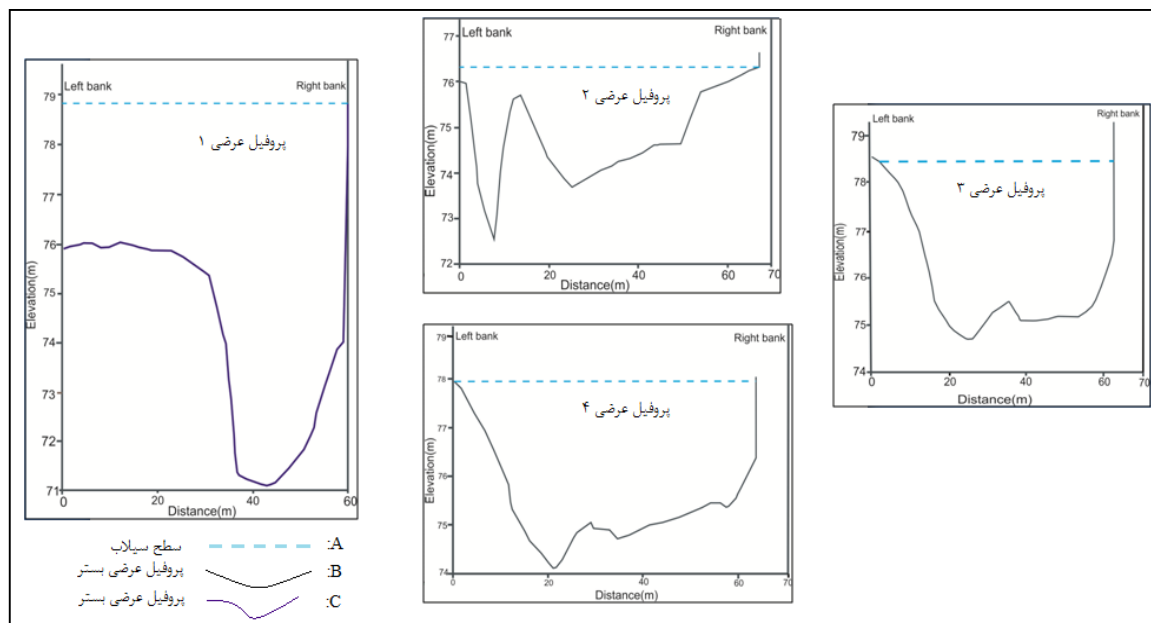 Left bank
Right bank
79
78
77
76
75
74
73
72
71
0
20
40
60
Elevation(m)
Distance(m)
پروفیل عرضی ۱
Left bank
Right bank
77
76
75
74
73
72
0
20
40
60
70
Elevation(m)
Distance(m)
پروفیل عرضی ۲
Left bank
Right bank
79
78
77
76
75
74
0
20
40
60
70
Elevation(m)
Distance(m)
پروفیل عرضی ۳
Left bank
Right bank
79
78
77
76
75
74
0
20
40
60
70
Elevation(m)
Distance(m)
پروفیل عرضی ۴
A: سطح سیلاب
B: پروفیل عرضی بستر
C: پروفیل عرضی بستر